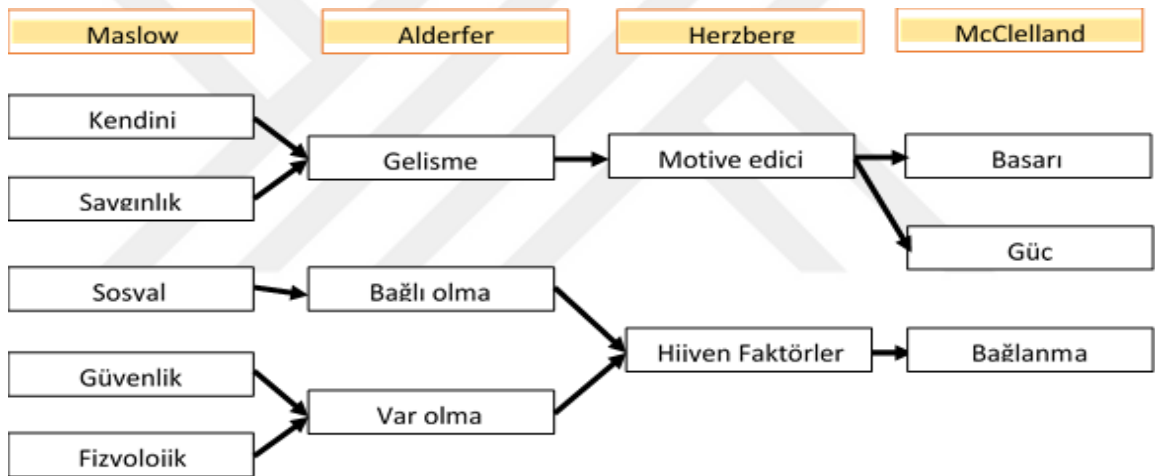 Maslow
Alderfer
Herzberg
McClelland
Kendini
Gelisme
Motive edici
Basarı
Saygınlık
Güc
Sosyal
Bağlı olma
Hijyen Faktörler
Bağlanma
Güvenlik
Var olma
Fizyolojik